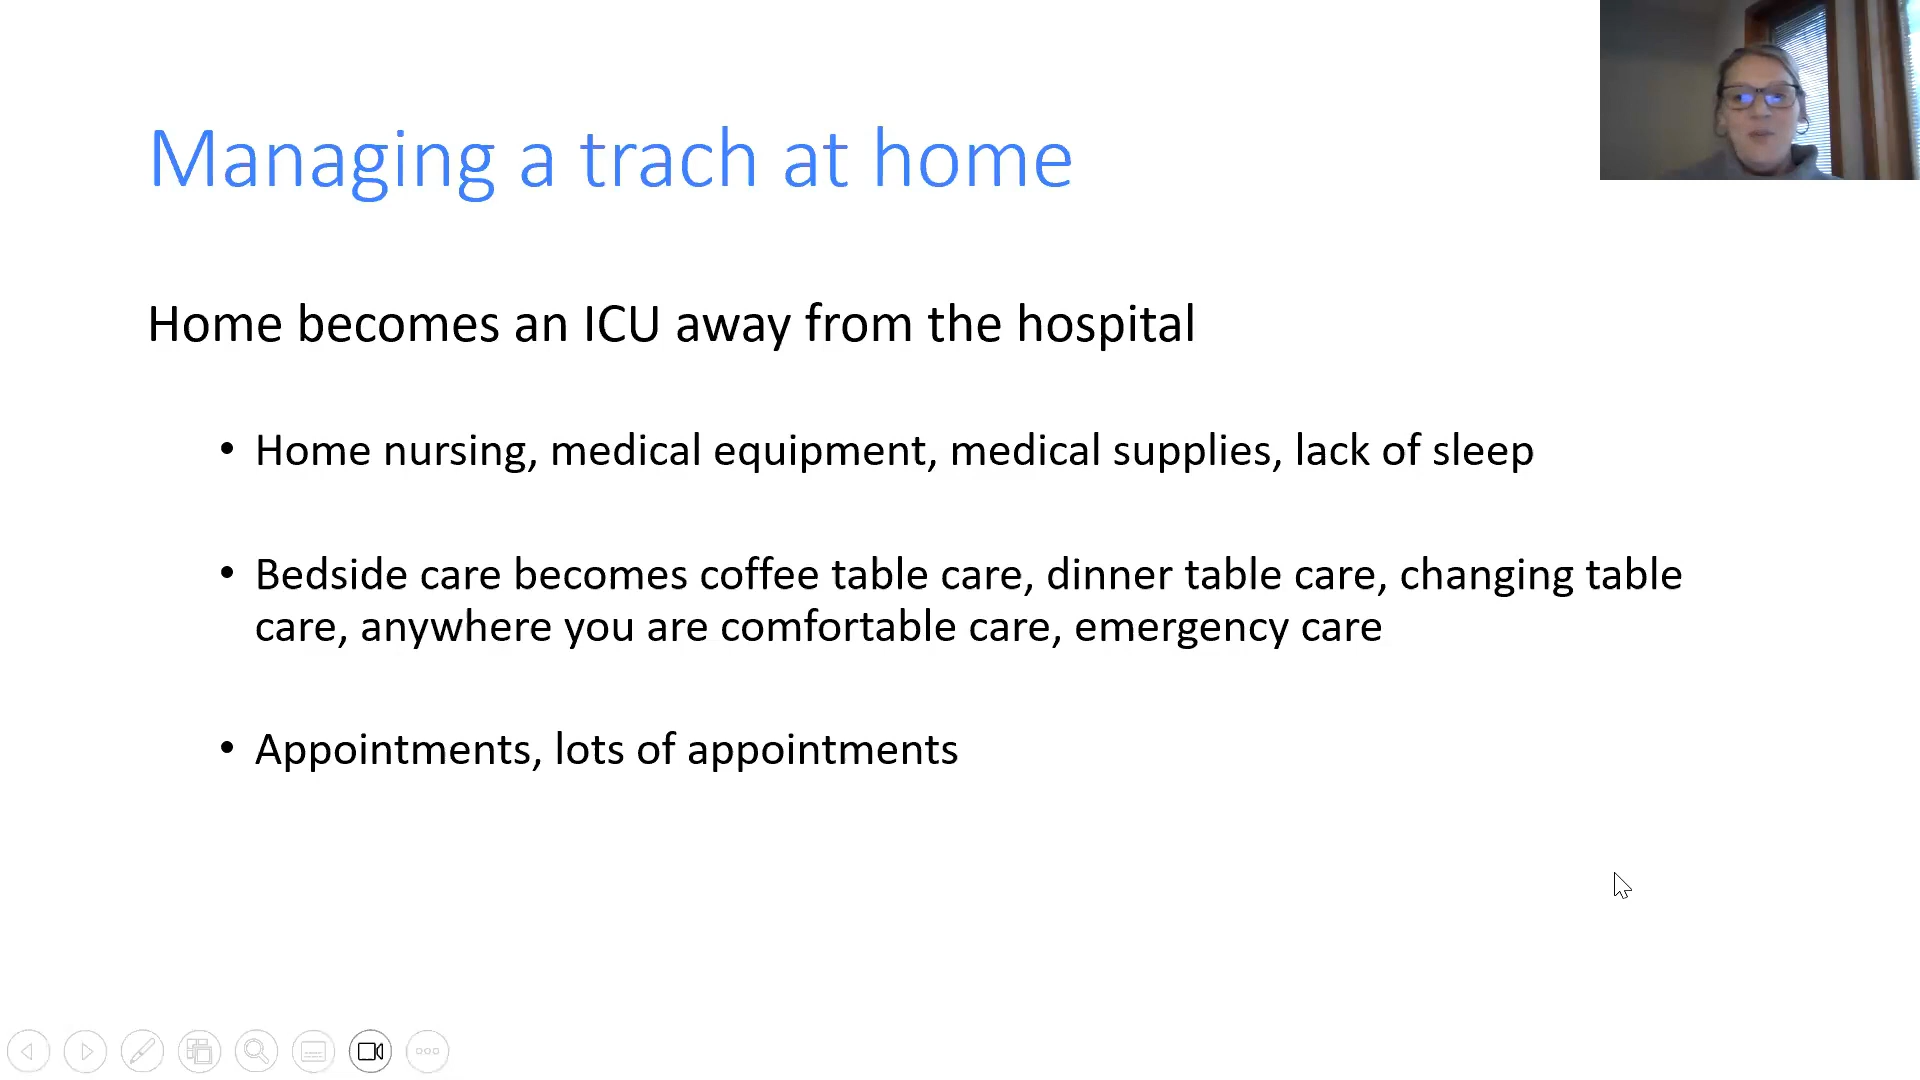 Managing a trach at home
Home becomes an ICU away from the hospital
• Home nursing, medical equipment, medical supplies, lack of sleep
• Bedside care becomes coffee table care, dinner table care, changing table
care, anywhere you are comfortable care, emergency care
• Appointments, lots of appointments